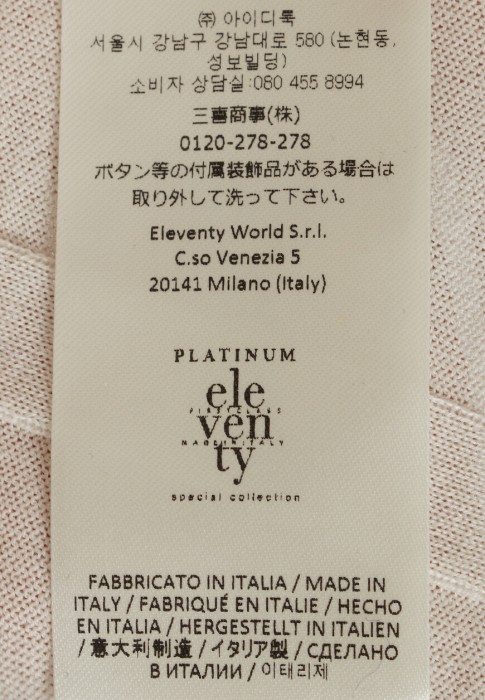 ㈜ 아이디룩
서울시 강남구 강남대로 580 (논현동,
성보빌딩)
소비자 상담실:080 455 8994
三喜商事(株)
0120-278-278
ボタン等の付属装飾品がある場合は
取り外して洗って下さい。
Eleventy World S.r.l.
C.so Venezia 5
20141 Milano (Italy)
PLATINUM
ele
FIRST CLASS
ven
MADE IN ITALY
ty
special collection
FABBRICATO IN ITALIA / MADE IN
ITALY / FABRIQUÉ EN ITALIE / HECHO
EN ITALIA / HERGESTELLT IN ITALIEN
/ 意大利制造 / イタリア製 / СДЕЛАНО
В ИТАЛИИ / 이태리제